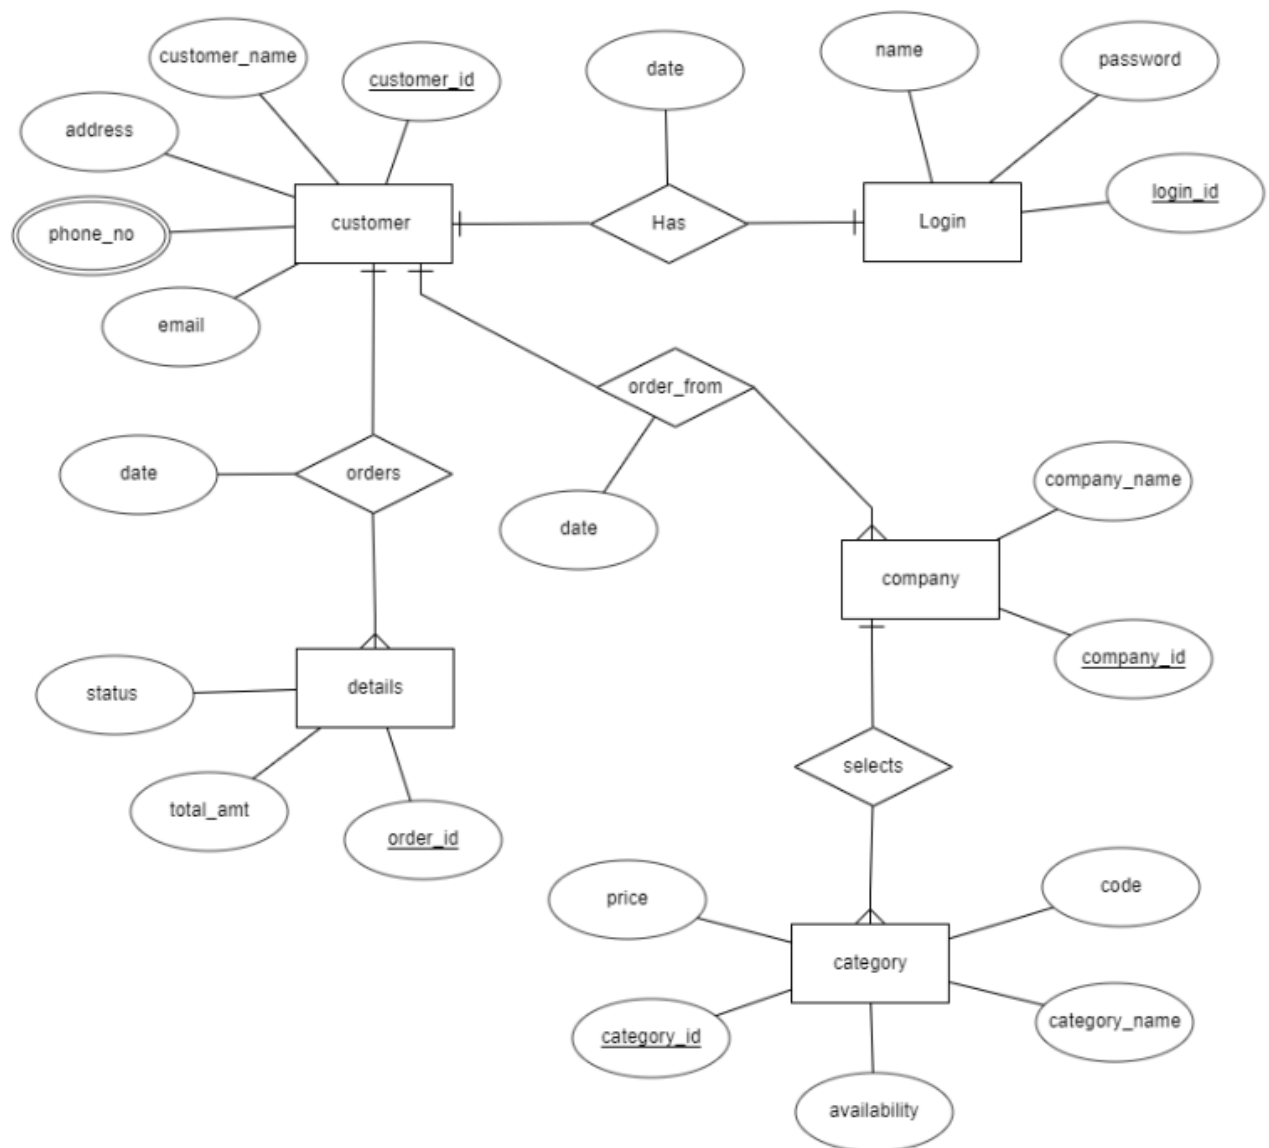 customer_name
customer_id
date
name
password
address
login_id
phone_no
customer
Has
Login
email
order_from
date
orders
date
company_name
company
company_id
status
details
total_amt
order_id
selects
price
code
category
category_id
category_name
availability